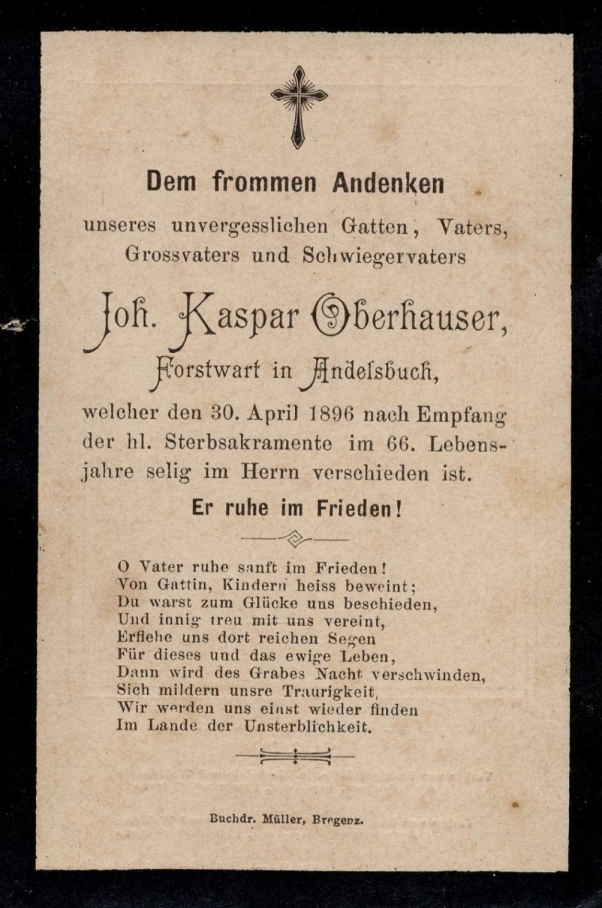 Dem frommen Andenken
unseres unvergesslichen Gatten, Vaters,
Grossvaters und Schwiegervaters
Joh. Kaspar Oberhauser,
Forstwart in Andelsbuch,
welcher den 30. April 1896 nach Empfang
der hl. Sterbsakramente im 66. Lebens-
jahre selig im Herrn verschieden ist.
Er ruhe im Frieden!
O Vater ruhe sanft im Frieden!
Von Gattin, Kindern heiss beweint;
Du warst zum Glücke uns beschieden,
Und innig treu mit uns vereint,
Erflehe uns dort reichen Segen
Für dieses und das ewige Leben,
Dann wird des Grabes Nacht verschwinden,
Sich mildern unsre Traurigkeit,
Wir werden uns einst wieder finden
Im Lande der Unsterblichkeit.
Buchdr. Müller, Bregenz.